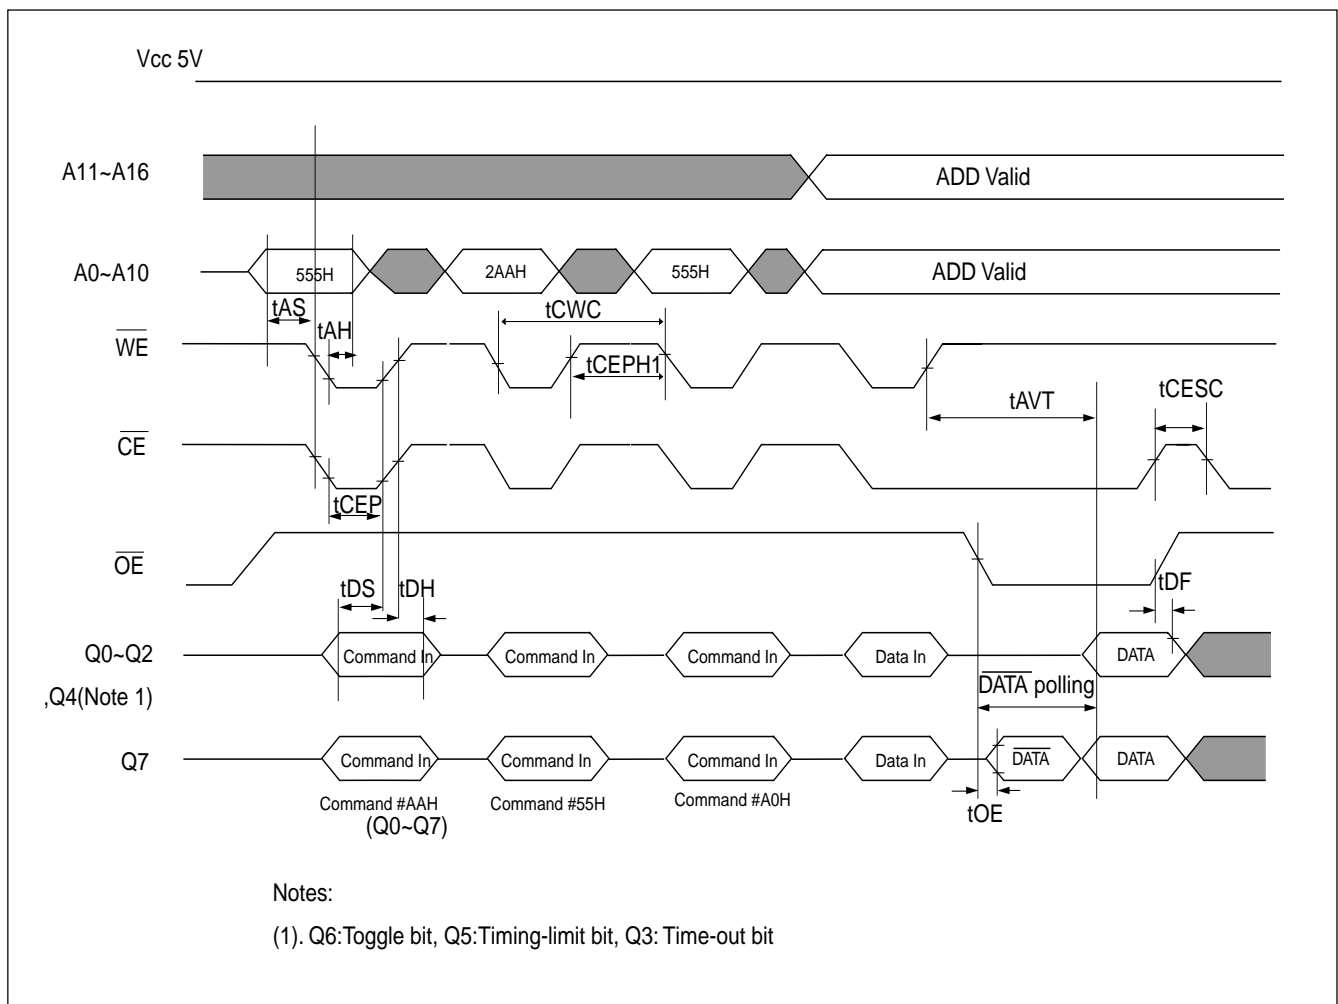 Vcc 5V
A11~A16
ADD Valid
A0~A10
555H
2AAH
555H
ADD Valid
tAS
tAH
tCWC
WE
tCEPH1
tAVT
tCESC
CE
tCEP
OE
tDS
tDH
tDF
Q0~Q2
Command In
Command In
Command In
Data In
DATA
,Q4(Note 1)
DATA polling
Q7
Command In
Command In
Command In
Data In
DATA
DATA
Command #AAH
Command #55H
Command #A0H
(Q0~Q7)
tOE
Notes:
(1). Q6:Toggle bit, Q5:Timing-limit bit, Q3: Time-out bit